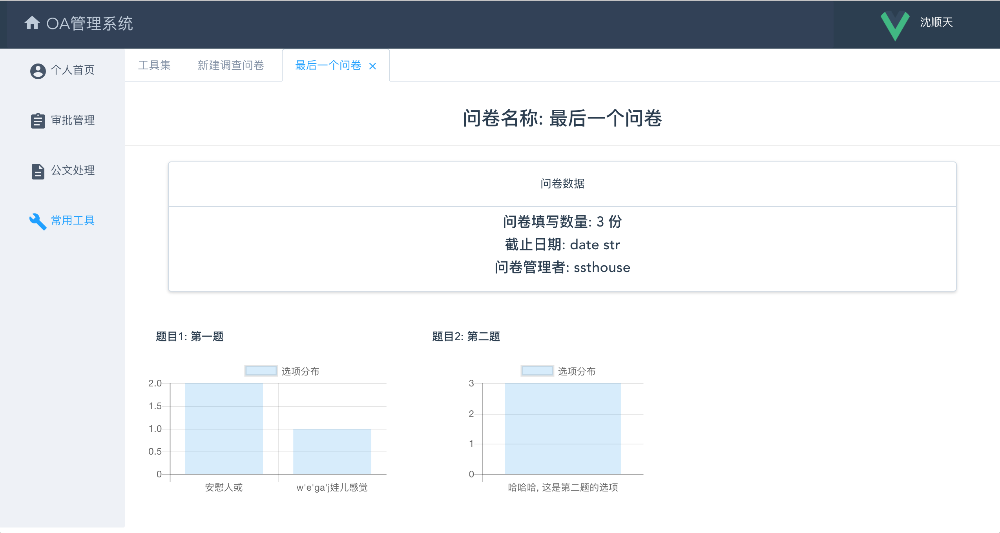 OA管理系统
沈顺天
个人首页
审批管理
公文处理
常用工具
工具集 新建调查问卷 最后一个问卷
问卷名称: 最后一个问卷
问卷数据
问卷填写数量: 3 份
截止日期: date str
问卷管理者: ssthouse
题目1: 第一题
选项分布
2.0
1.5
1.0
0.5
0
安慰人或 w'e'ga'j娃儿感觉
题目2: 第二题
选项分布
3
2
1
0
哈哈哈, 这是第二题的选项